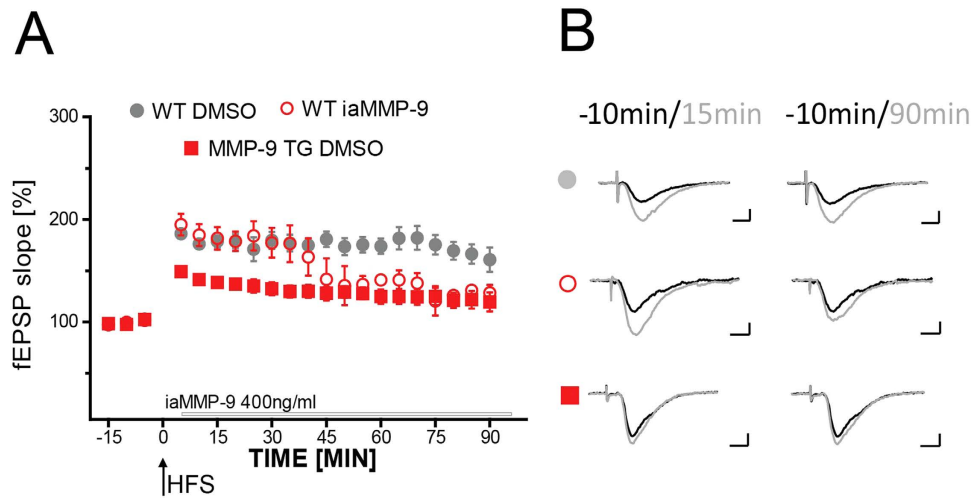 A
B
WT DMSO
WT iaMMP-9
MMP-9 TG DMSO
-10min/15min
-10min/90min
300
200
100
fEPSP slope [%]
iaMMP-9 400ng/ml
-15
0
15
30
45
60
75
90
TIME [MIN]
HFS